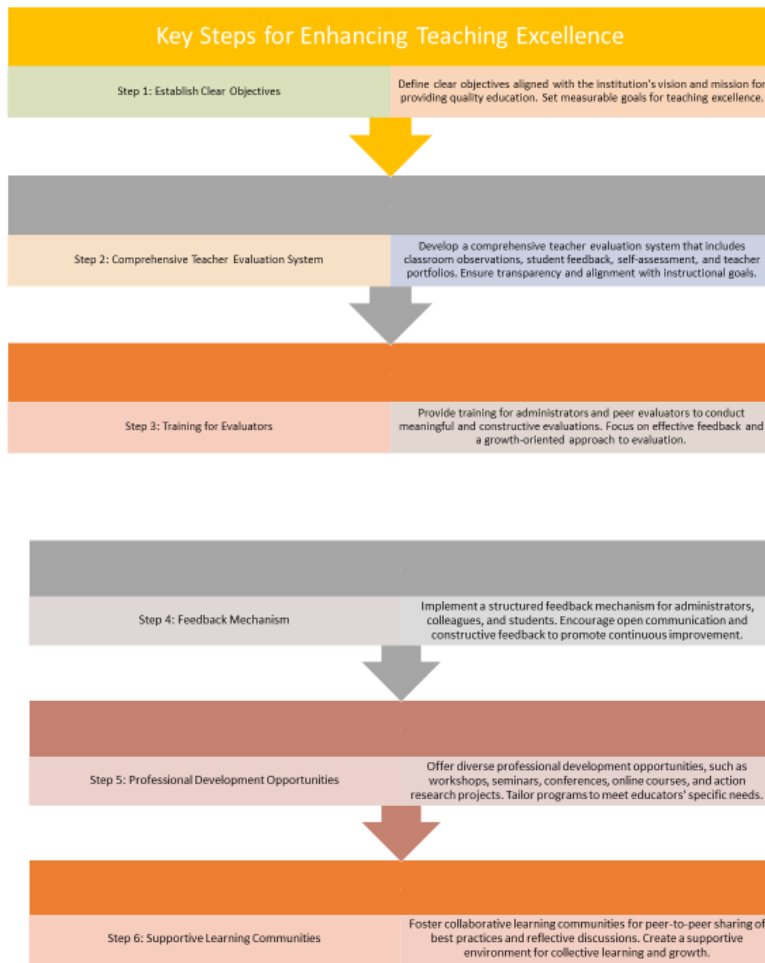 Key Steps for Enhancing Teaching Excellence
Step 1: Establish Clear Objectives
Define clear objectives aligned with the institution's vision and mission for
providing quality education. Set measurable goals for teaching excellence.
Step 2: Comprehensive Teacher Evaluation System
Develop a comprehensive teacher evaluation system that includes
classroom observations, student feedback, self-assessment, and teacher
portfolios. Ensure transparency and alignment with instructional goals.
Step 3: Training for Evaluators
Provide training for administrators and peer evaluators to conduct
meaningful and constructive evaluations. Focus on effective feedback and
a growth-oriented approach to evaluation.
Step 4: Feedback Mechanism
Implement a structured feedback mechanism for administrators,
colleagues, and students. Encourage open communication and
constructive feedback to promote continuous improvement.
Step 5: Professional Development Opportunities
Offer diverse professional development opportunities, such as
workshops, seminars, conferences, online courses, and action
research projects. Tailor programs to meet educators' specific needs.
Step 6: Supportive Learning Communities
Foster collaborative learning communities for peer-to-peer sharing of
best practices and reflective discussions. Create a supportive
environment for collective learning and growth.